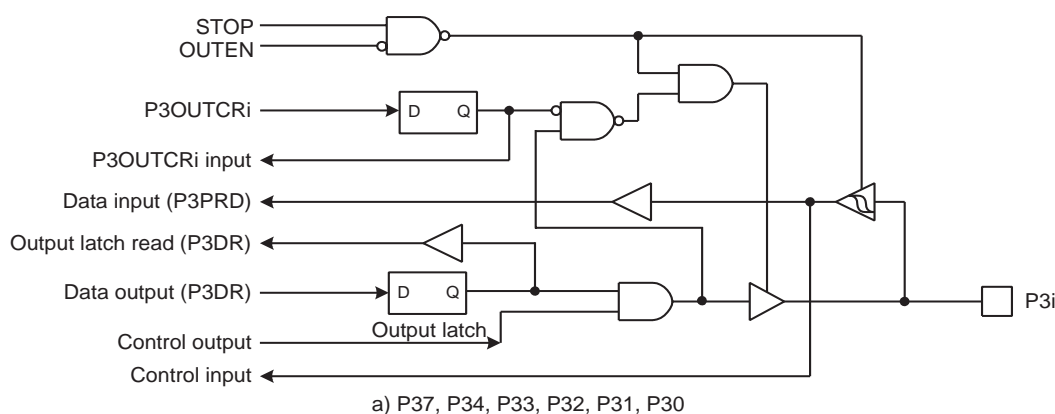 STOP
OUTEN
P3OUTCRi
D Q
P3OUTCRi input
Data input (P3PRD)
Output latch read (P3DR)
Data output (P3DR)
D Q
P3i
Output latch
Control output
Control input
a) P37, P34, P33, P32, P31, P30